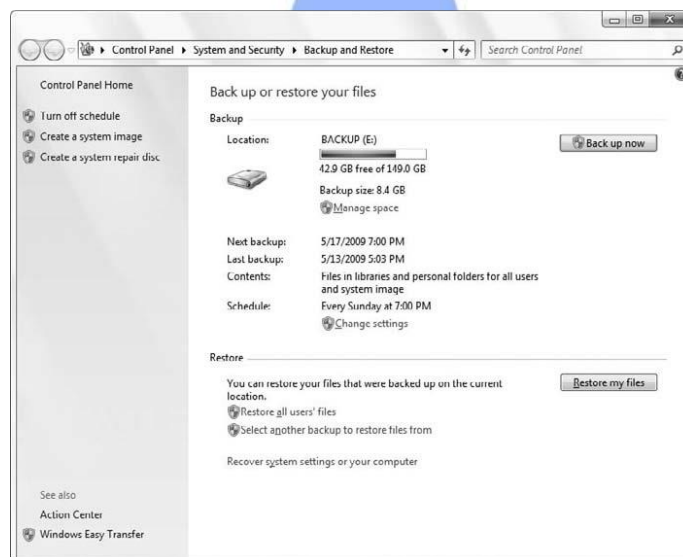 Control Panel ▸ System and Security ▸ Backup and Restore
Search Control Panel
Control Panel Home
Turn off schedule
Create a system image
Create a system repair disc
See also
Action Center
Windows Easy Transfer
Back up or restore your files
Backup
Location: BACKUP (E:)
42.9 GB free of 149.0 GB
Backup size: 8.4 GB
Manage space
Back up now
Next backup: 5/17/2009 7:00 PM
Last backup: 5/13/2009 5:03 PM
Contents: Files in libraries and personal folders for all users
and system image
Schedule: Every Sunday at 7:00 PM
Change settings
Restore
You can restore your files that were backed up on the current
location.
Restore my files
Restore all users' files
Select another backup to restore files from
Recover system settings or your computer